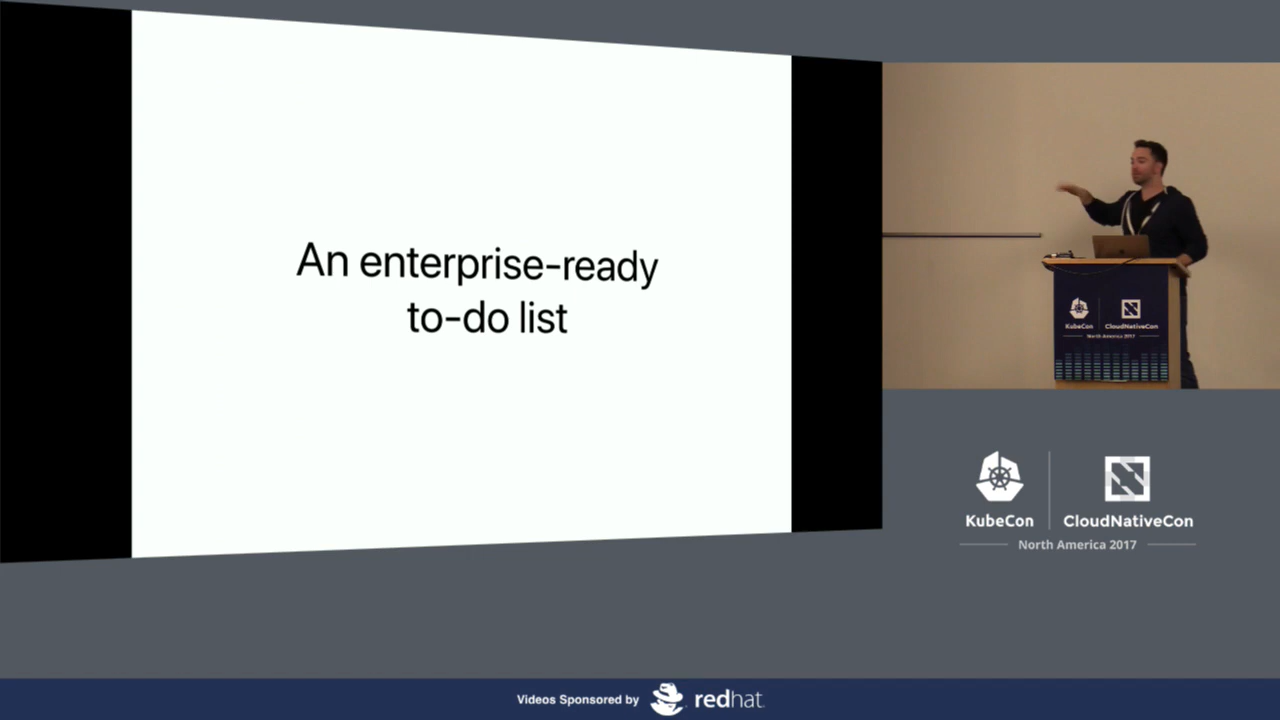 An enterprise-ready
to-do list
KubeCon
CloudNativeCon
North America 2017
KubeCon
CloudNativeCon
North America 2017
Videos Sponsored by
redhat.